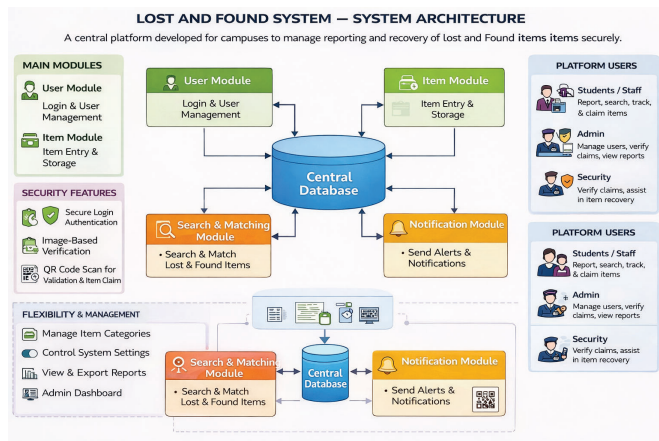 LOST AND FOUND SYSTEM — SYSTEM ARCHITECTURE
A central platform developed for campuses to manage reporting and recovery of lost and Found items items securely.
MAIN MODULES
User Module
Login & User
Management
Item Module
Item Entry &
Storage
SECURITY FEATURES
Secure Login
Authentication
Image-Based
Verification
QR Code Scan for
Validation & Item Claim
User Module
Login & User
Management
Item Module
Item Entry &
Storage
Central
Database
Search & Matching
Module
• Search & Match
Lost & Found Items
Notification Module
• Send Alerts &
Notifications
PLATFORM USERS
Students / Staff
Report, search, track,
& claim items
Admin
Manage users, verify
claims, view reports
Security
Verify claims, assist
in item recovery
PLATFORM USERS
Students / Staff
Report, search, track,
& claim items
Admin
Manage users, verify
claims, view reports
Security
Verify claims, assist
in item recovery
FLEXIBILITY & MANAGEMENT
Manage Item Categories
Control System Settings
View & Export Reports
Admin Dashboard
Search & Matching
Module
• Search & Match
Lost & Found Items
Central
Database
Notification Module
• Send Alerts &
Notifications